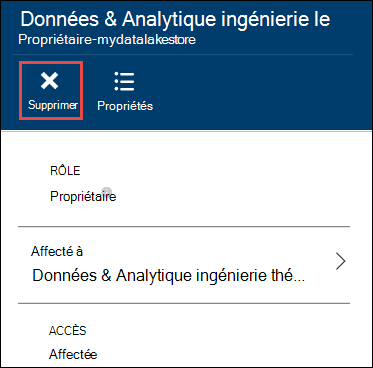 Données & Analytique ingénierie le
Propriétaire-mydatalakestore
Supprimer
Propriétés
RÔLE
Propriétaire
Affecté à
Données & Analytique ingénierie thé...
ACCÈS
Affectée